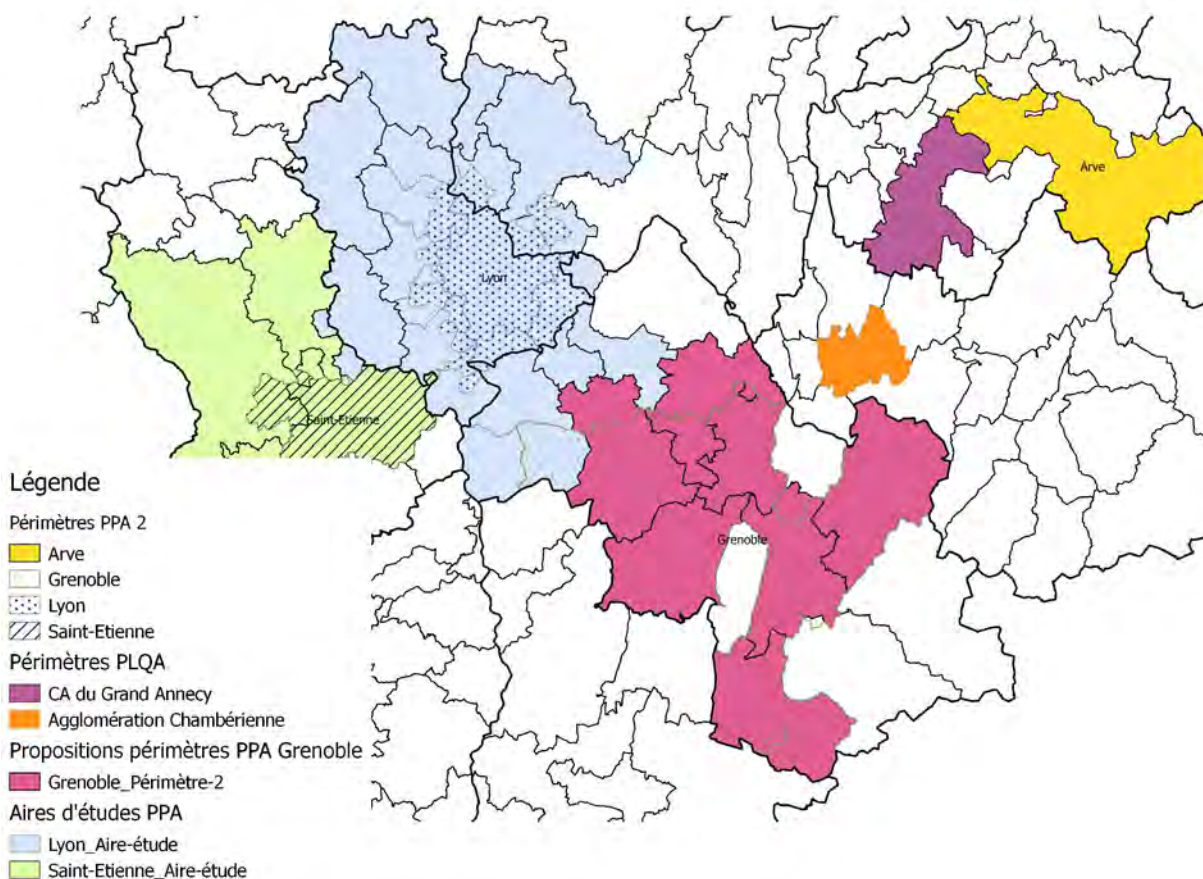 Arve
Lyon
Saint-Etienne
Grenoble
Légende
Périmètres PPA 2
Arve
Grenoble
Lyon
Saint-Etienne
Périmètres PLQA
CA du Grand Annecy
Agglomération Chambérienne
Propositions périmètres PPA Grenoble
Grenoble_Périmètre-2
Aires d'études PPA
Lyon_Aire-étude
Saint-Etienne_Aire-étude